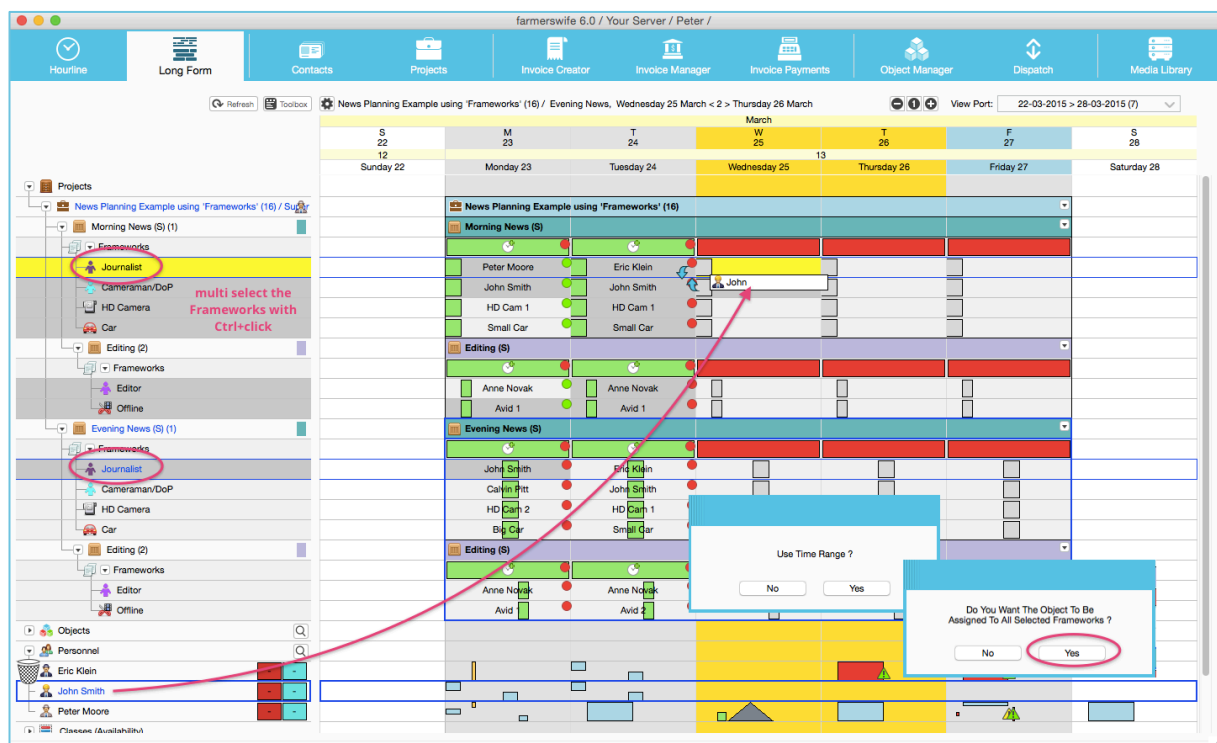 farmerswife 6.0 / Your Server / Peter /
Hourline Long Form Contacts Projects Invoice Creator Invoice Manager Invoice Payments Object Manager Dispatch Media Library
Refresh Toolbox News Planning Example using 'Frameworks' (16) / Evening News, Wednesday 25 March < 2 > Thursday 26 March 1 View Port: 22-03-2015 > 28-03-2015 (7)
March
S M T W T F S
22 23 24 25 26 27 28
12 13
Sunday 22 Monday 23 Tuesday 24 Wednesday 25 Thursday 26 Friday 27 Saturday 28
Projects
News Planning Example using 'Frameworks' (16) / Super News Planning Example using 'Frameworks' (16)
Morning News (S) (1) Morning News (S)
Frameworks
Journalist Peter Moore Eric Klein
John
Cameraman/DoP John Smith John Smith
multi select the
Frameworks with
Ctrl+click
HD Camera HD Cam 1 HD Cam 1
Car Small Car Small Car
Editing (2) Editing (S)
Frameworks
Editor Anne Novak Anne Novak
Offline Avid 1 Avid 1
Evening News (S) (1) Evening News (S)
Frameworks
Journalist John Smith Eric Klein
Cameraman/DoP Calvin Pitt John Smith
HD Camera HD Cam 2 HD Cam 1
Car Big Car Small Car
Editing (2) Editing (S)
Use Time Range ?
Frameworks
Editor Anne Novak Anne Novak
No Yes
Offline Avid 1 Avid 2
Do You Want The Object To Be
Assigned To All Selected Frameworks ?
No Yes
Objects
Personnel
Eric Klein - -
John Smith - -
Peter Moore - -
Classes (Availability)